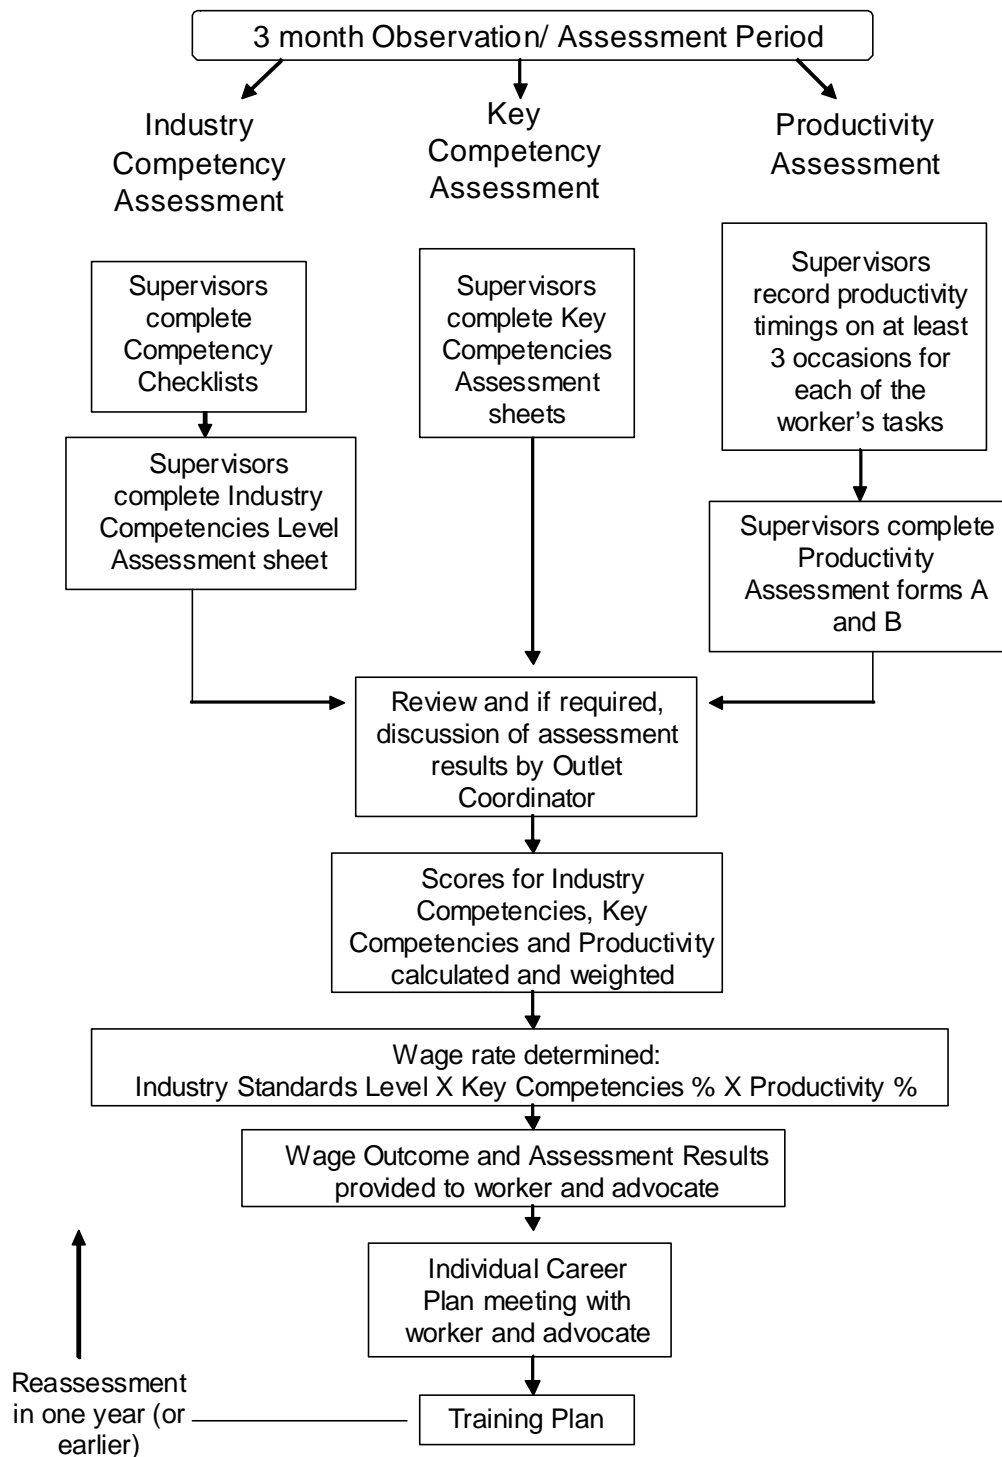 3 month Observation/ Assessment Period
Industry
Competency
Assessment
Key
Competency
Assessment
Productivity
Assessment
Supervisors
complete
Competency
Checklists
Supervisors
complete Key
Competencies
Assessment
sheets
Supervisors
record productivity
timings on at least
3 occasions for
each of the
worker's tasks
Supervisors
complete Industry
Competencies Level
Assessment sheet
Supervisors complete
Productivity
Assessment forms A
and B
Review and if required,
discussion of assessment
results by Outlet
Coordinator
Scores for Industry
Competencies, Key
Competencies and Productivity
calculated and weighted
Wage rate determined:
Industry Standards Level X Key Competencies % X Productivity %
Wage Outcome and Assessment Results
provided to worker and advocate
Individual Career
Plan meeting with
worker and advocate
Reassessment
in one year (or
earlier)
Training Plan